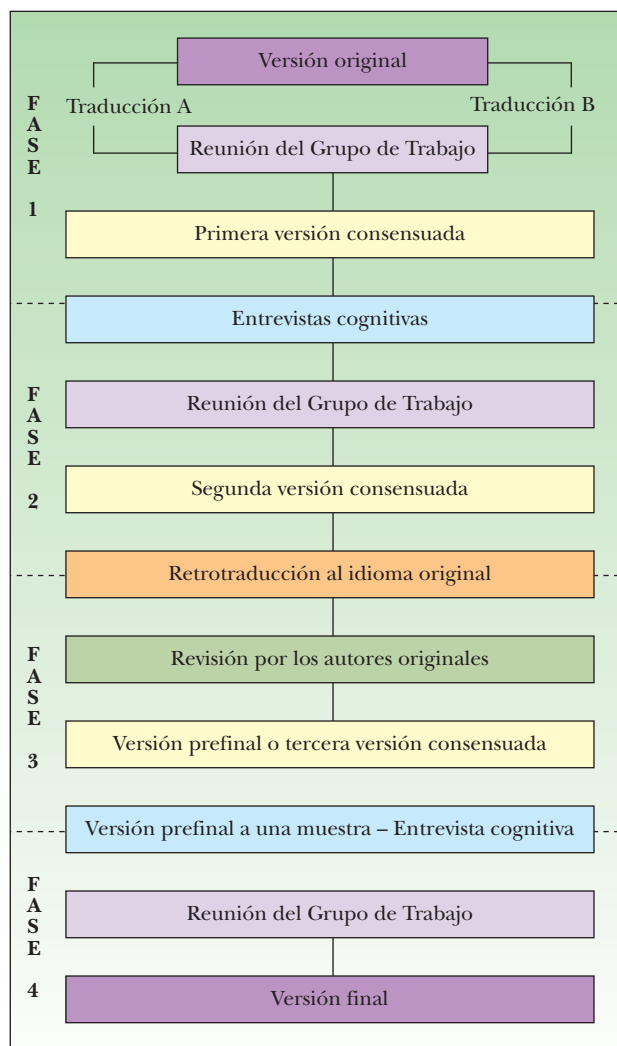 Versión original
Traducción A
Traducción B
Reunión del Grupo de Trabajo
Primera versión consensuada
FASE 1
Entrevistas cognitivas
Reunión del Grupo de Trabajo
Segunda versión consensuada
FASE 2
Retrotraducción al idioma original
Revisión por los autores originales
Versión prefinal o tercera versión consensuada
FASE 3
Versión prefinal a una muestra – Entrevista cognitiva
Reunión del Grupo de Trabajo
Versión final
FASE 4